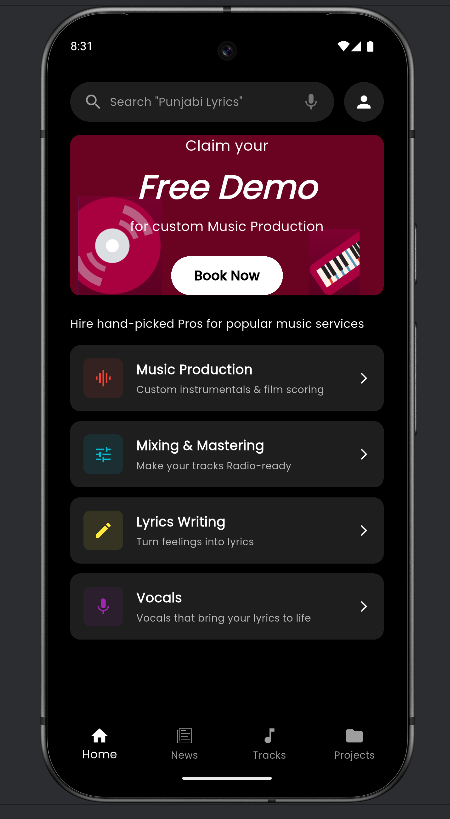 8:31
Search "Punjabi Lyrics"
Claim your
Free Demo
for custom Music Production
Book Now
Hire hand-picked Pros for popular music services
Music Production
Custom instrumentals & film scoring
Mixing & Mastering
Make your tracks Radio-ready
Lyrics Writing
Turn feelings into lyrics
Vocals
Vocals that bring your lyrics to life
Home News Tracks Projects